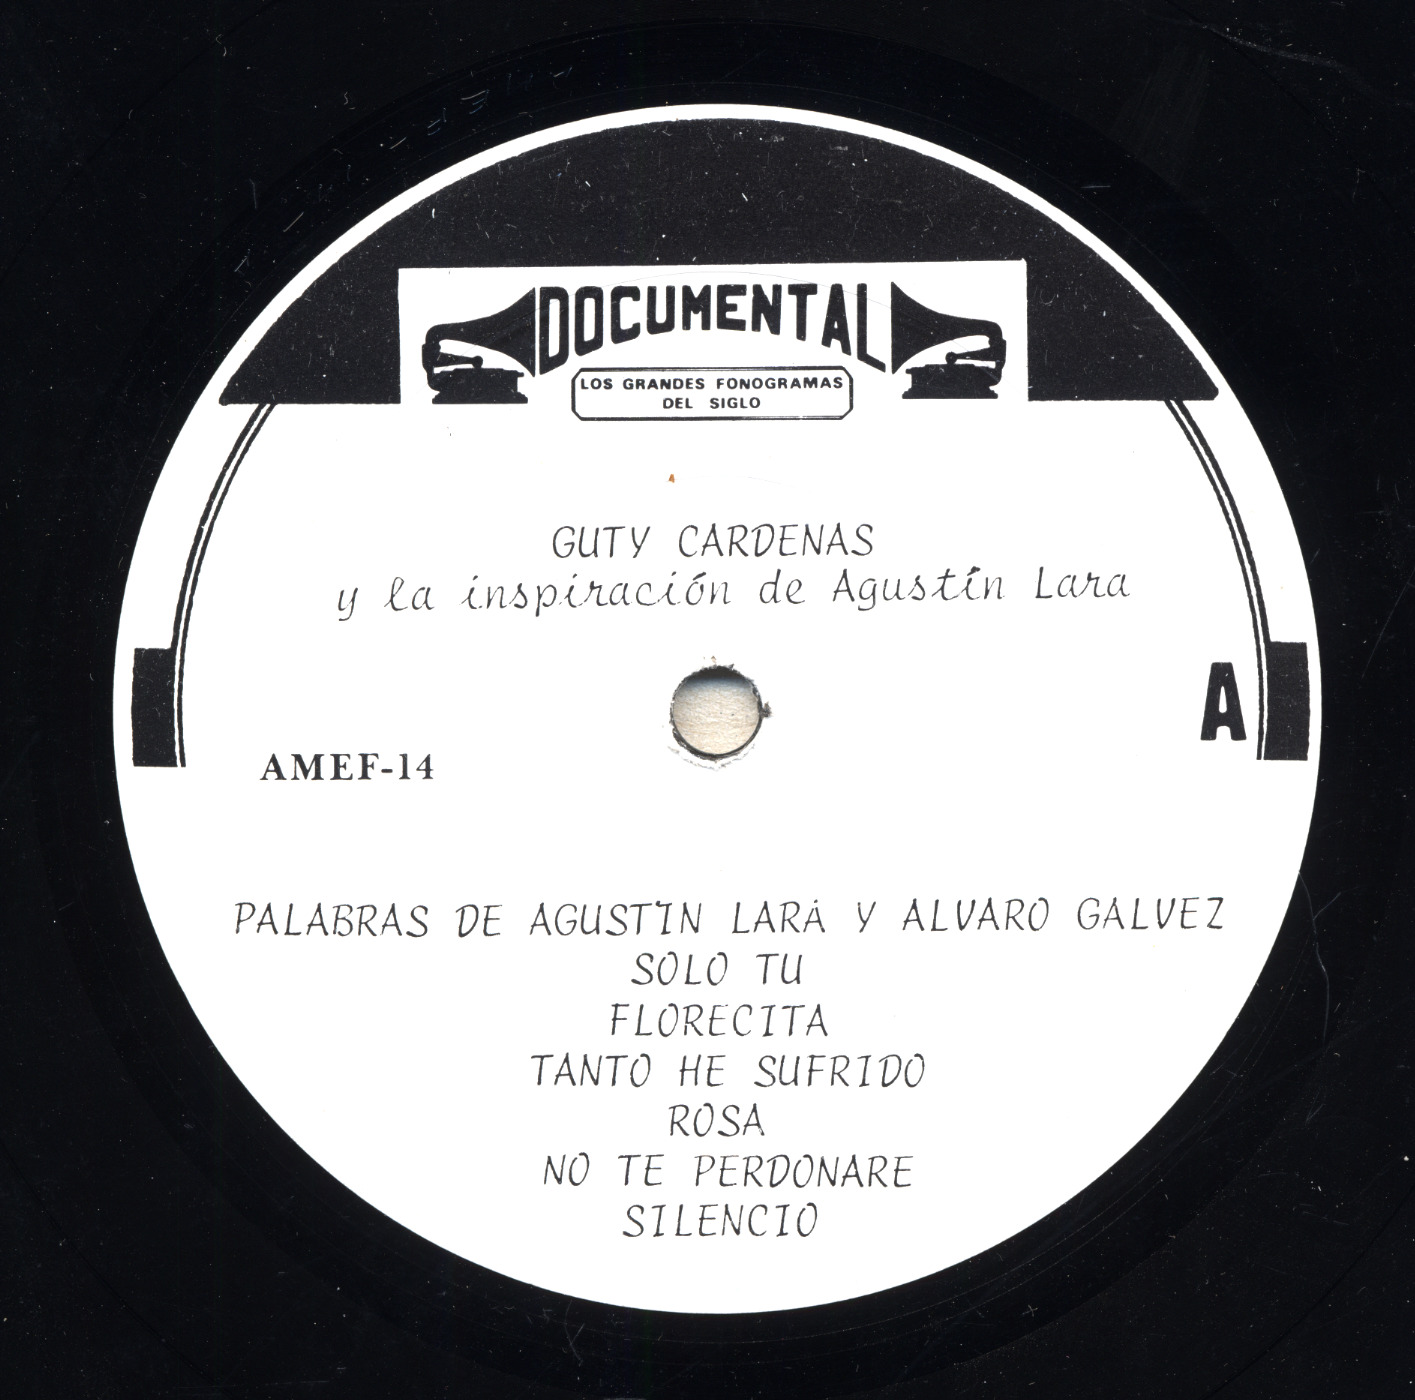 DOCUMENTAL
LOS GRANDES FONOGRAMAS
DEL SIGLO
GUTY CARDENAS
y la inspiración de Agustín Lara
A
AMEF-14
PALABRAS DE AGUSTÍN LARA Y ALVARO GALVEZ
SOLO TU
FLORECITA
TANTO HE SUFRIDO
ROSA
NO TE PERDONARE
SILENCIO